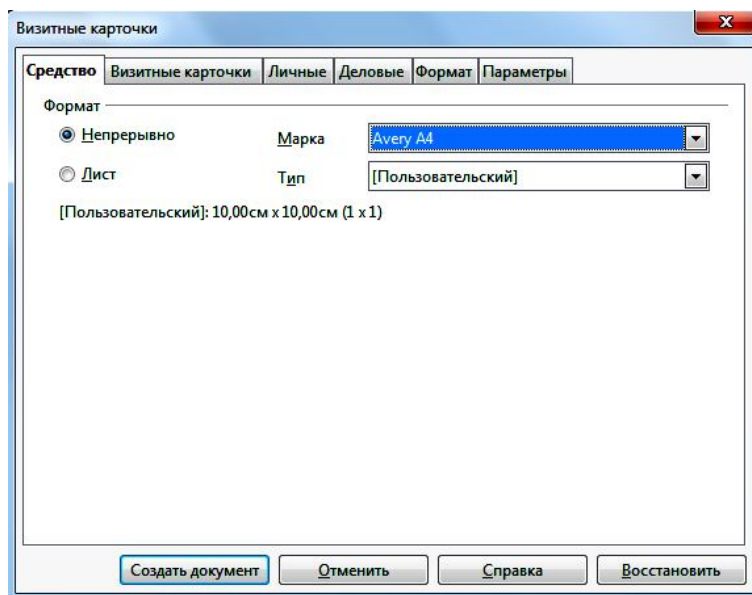 Визитные карточки
Средство Визитные карточки Личные Деловые Формат Параметры
Формат
Непрерывно Марка Avery A4
Лист Тип [Пользовательский]
[Пользовательский]: 10,00см x 10,00см (1 x 1)
Создать документ Отменить Справка Восстановить